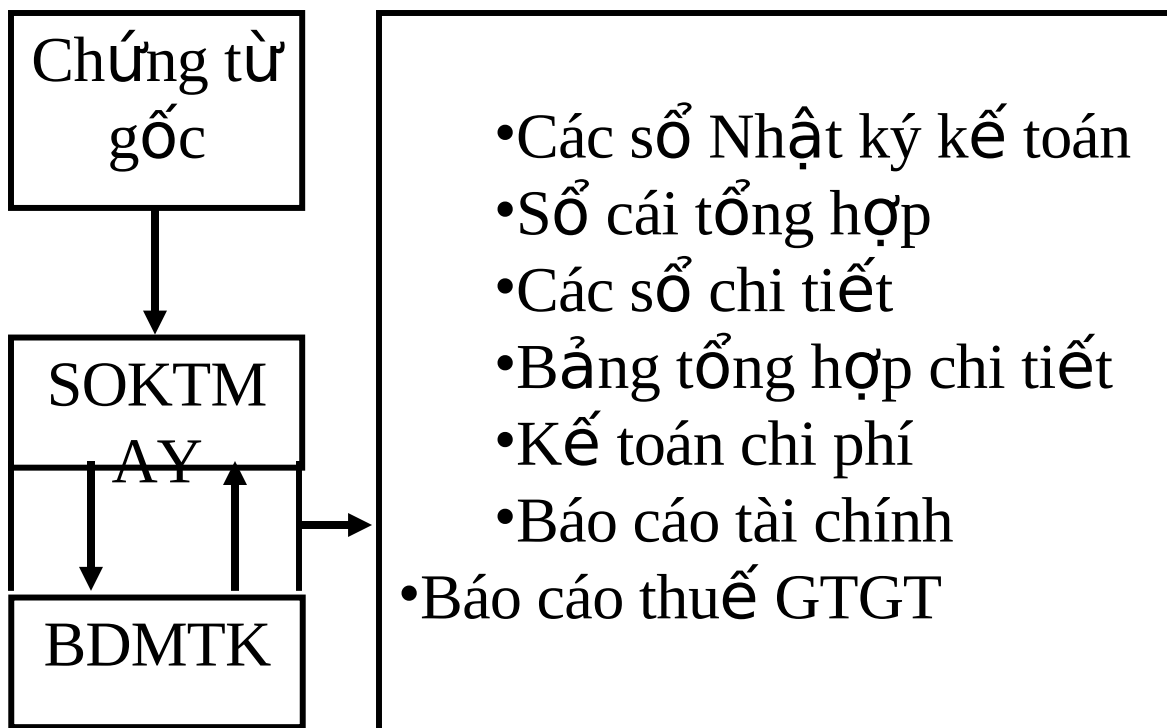 Chứng từ
gốc
SOKTM
AY
BDMTK
•Các sổ Nhật ký kế toán
•Sổ cái tổng hợp
•Các sổ chi tiết
•Bảng tổng hợp chi tiết
•Kế toán chi phí
•Báo cáo tài chính
•Báo cáo thuế GTGT